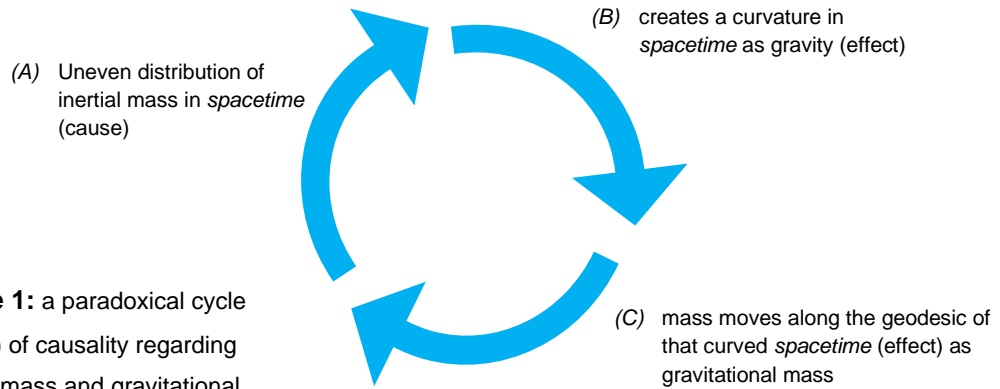 (B) creates a curvature in
spacetime as gravity (effect)
(A) Uneven distribution of
inertial mass in spacetime
(cause)
1: a paradoxical cycle
of causality regarding
mass and gravitational
(C) mass moves along the geodesic of
that curved spacetime (effect) as
gravitational mass